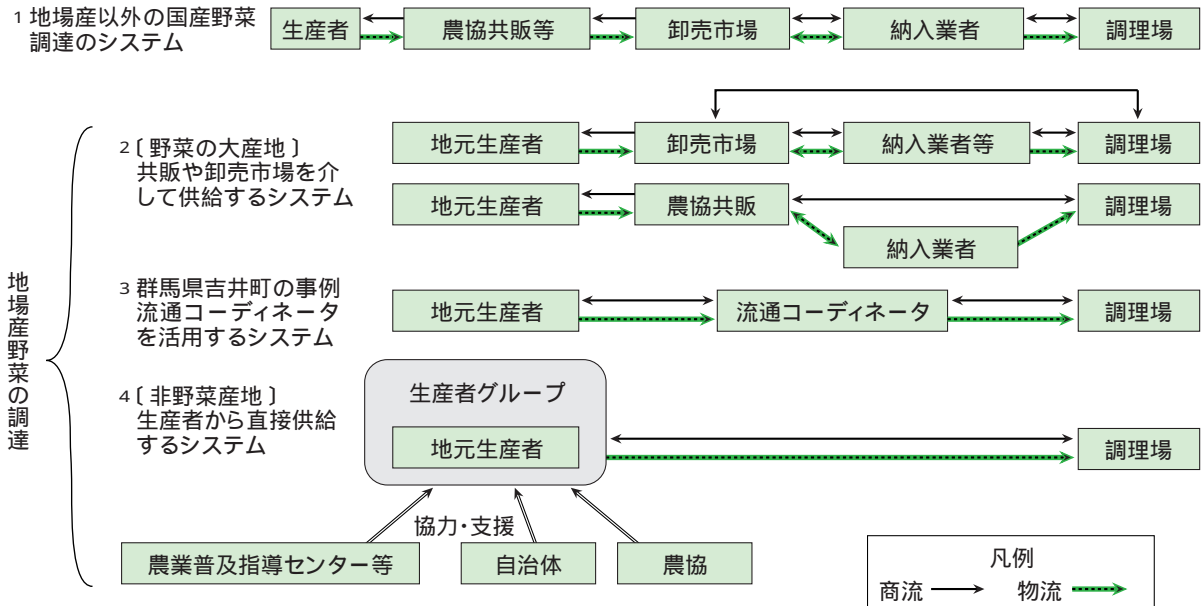 1 地場産以外の国産野菜
調達のシステム
生産者
農協共販等
卸売市場
納入業者
調理場
地場産野菜の調達
2〔野菜の大産地〕
共販や卸売市場を介
して供給するシステム
地元生産者
卸売市場
納入業者等
調理場
地元生産者
農協共販
調理場
納入業者
3 群馬県吉井町の事例
流通コーディネータ
を活用するシステム
地元生産者
流通コーディネータ
調理場
4〔非野菜産地〕
生産者から直接供給
するシステム
生産者グループ
地元生産者
調理場
協力・支援
農業普及指導センター等
自治体
農協
凡例
商流
物流